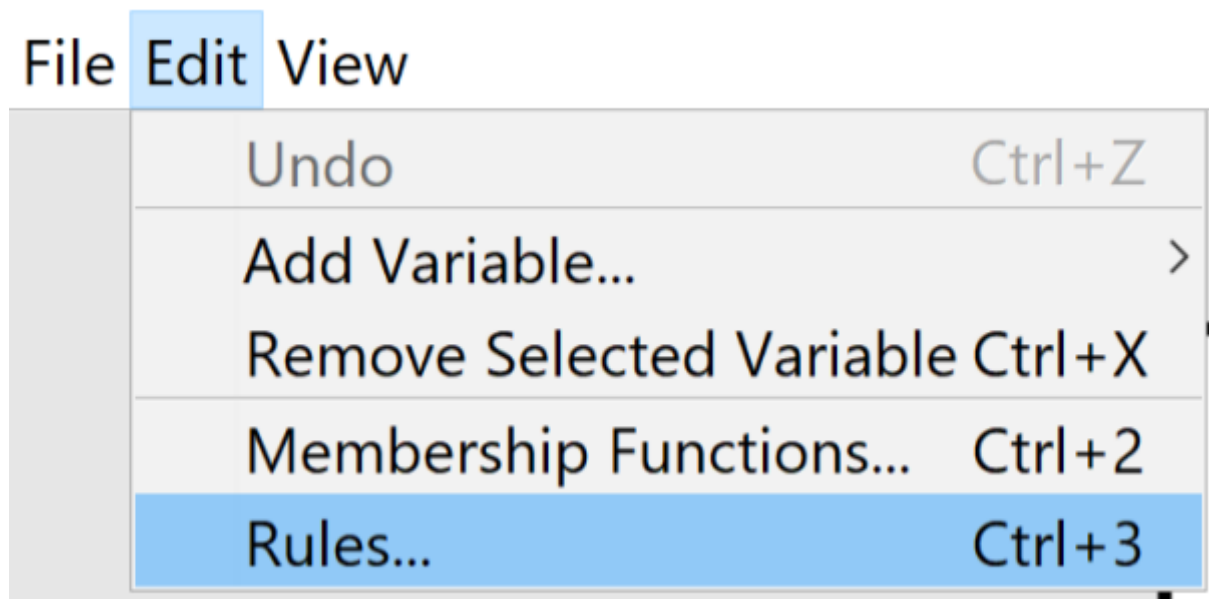 File Edit View
Undo Ctrl+Z
Add Variable... >
Remove Selected Variable Ctrl+X
Membership Functions... Ctrl+2
Rules... Ctrl+3